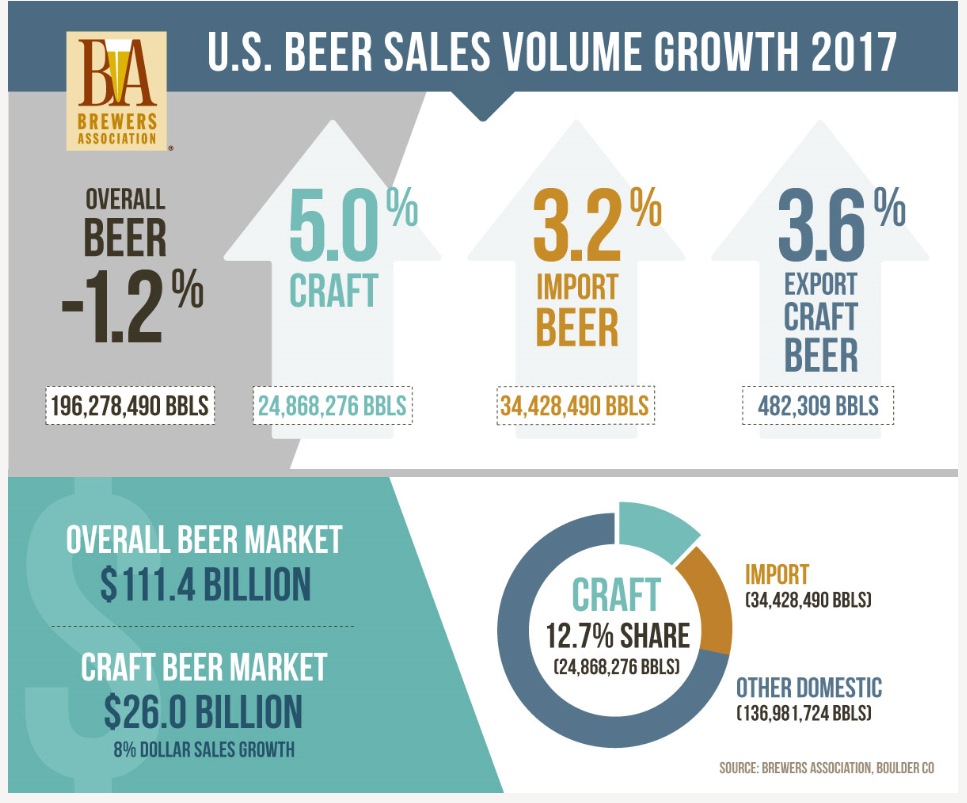 BA
BREWERS
ASSOCIATION
®
U.S. BEER SALES VOLUME GROWTH 2017
OVERALL
BEER
-1.2%
196,278,490 BBLS
5.0%
CRAFT
24,868,276 BBLS
3.2%
IMPORT
BEER
34,428,490 BBLS
3.6%
EXPORT
CRAFT
BEER
482,309 BBLS
$
OVERALL BEER MARKET
$111.4 BILLION
CRAFT BEER MARKET
$26.0 BILLION
8% DOLLAR SALES GROWTH
CRAFT
12.7% SHARE
(24,868,276 BBLS)
IMPORT
(34,428,490 BBLS)
OTHER DOMESTIC
(136,981,724 BBLS)
SOURCE: BREWERS ASSOCIATION, BOULDER CO